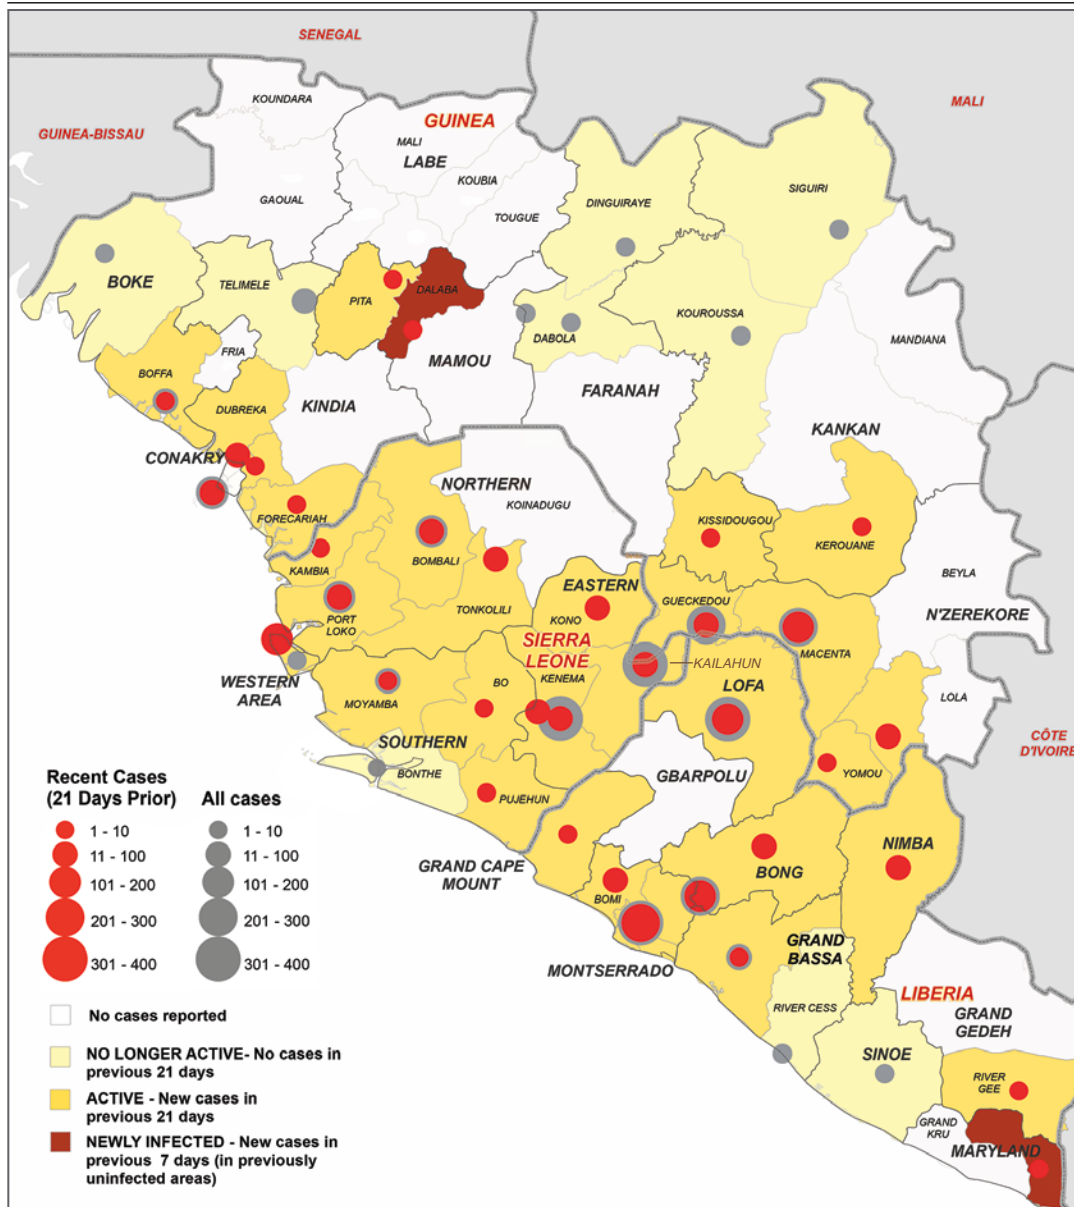 SENEGAL
MALI
GUINEA-BISSAU
KOUNDARA
GUINEA
MALI
LABE
KOUBIA
GAOUAL
TOUGUE
DINGUIRAYE
SIGUIRI
BOKE
TELIMELE
PITA
DALABA
KOUROUSSA
DABOLA
MANDIANA
FRIA
MAMOU
BOFFA
FARANAH
DUBREKA
KINDIA
KANKAN
CONAKRY
NORTHERN
KOINADUGU
FORECARIAH
KISSIDOUGOU
KEROUANE
BOMBALI
KAMBIA
BEYLA
EASTERN
GUECKEDOU
TONKOLILI
KONO
N'ZEREKORE
PORT
LOKO
SIERRA
LEONE
MACENTA
KAILAHUN
WESTERN
AREA
KENEMA
BO
LOFA
MOYAMBA
LOLA
CÔTE
D'IVOIRE
SOUTHERN
BONTHE
GBARPOLU
YOMOU
PUJEHUN
NIMBA
GRAND CAPE
MOUNT
BONG
BOMI
GRAND
BASSA
MONTSERRADO
LIBERIA
RIVER CESS
GRAND
GEDEH
SINOE
RIVER
GEE
GRAND
KRU
MARYLAND
Recent Cases
(21 Days Prior)
1 - 10
11 - 100
101 - 200
201 - 300
301 - 400
All cases
1 - 10
11 - 100
101 - 200
201 - 300
301 - 400
No cases reported
NO LONGER ACTIVE- No cases in
previous 21 days
ACTIVE - New cases in
previous 21 days
NEWLY INFECTED - New cases in
previous 7 days (in previously
uninfected areas)